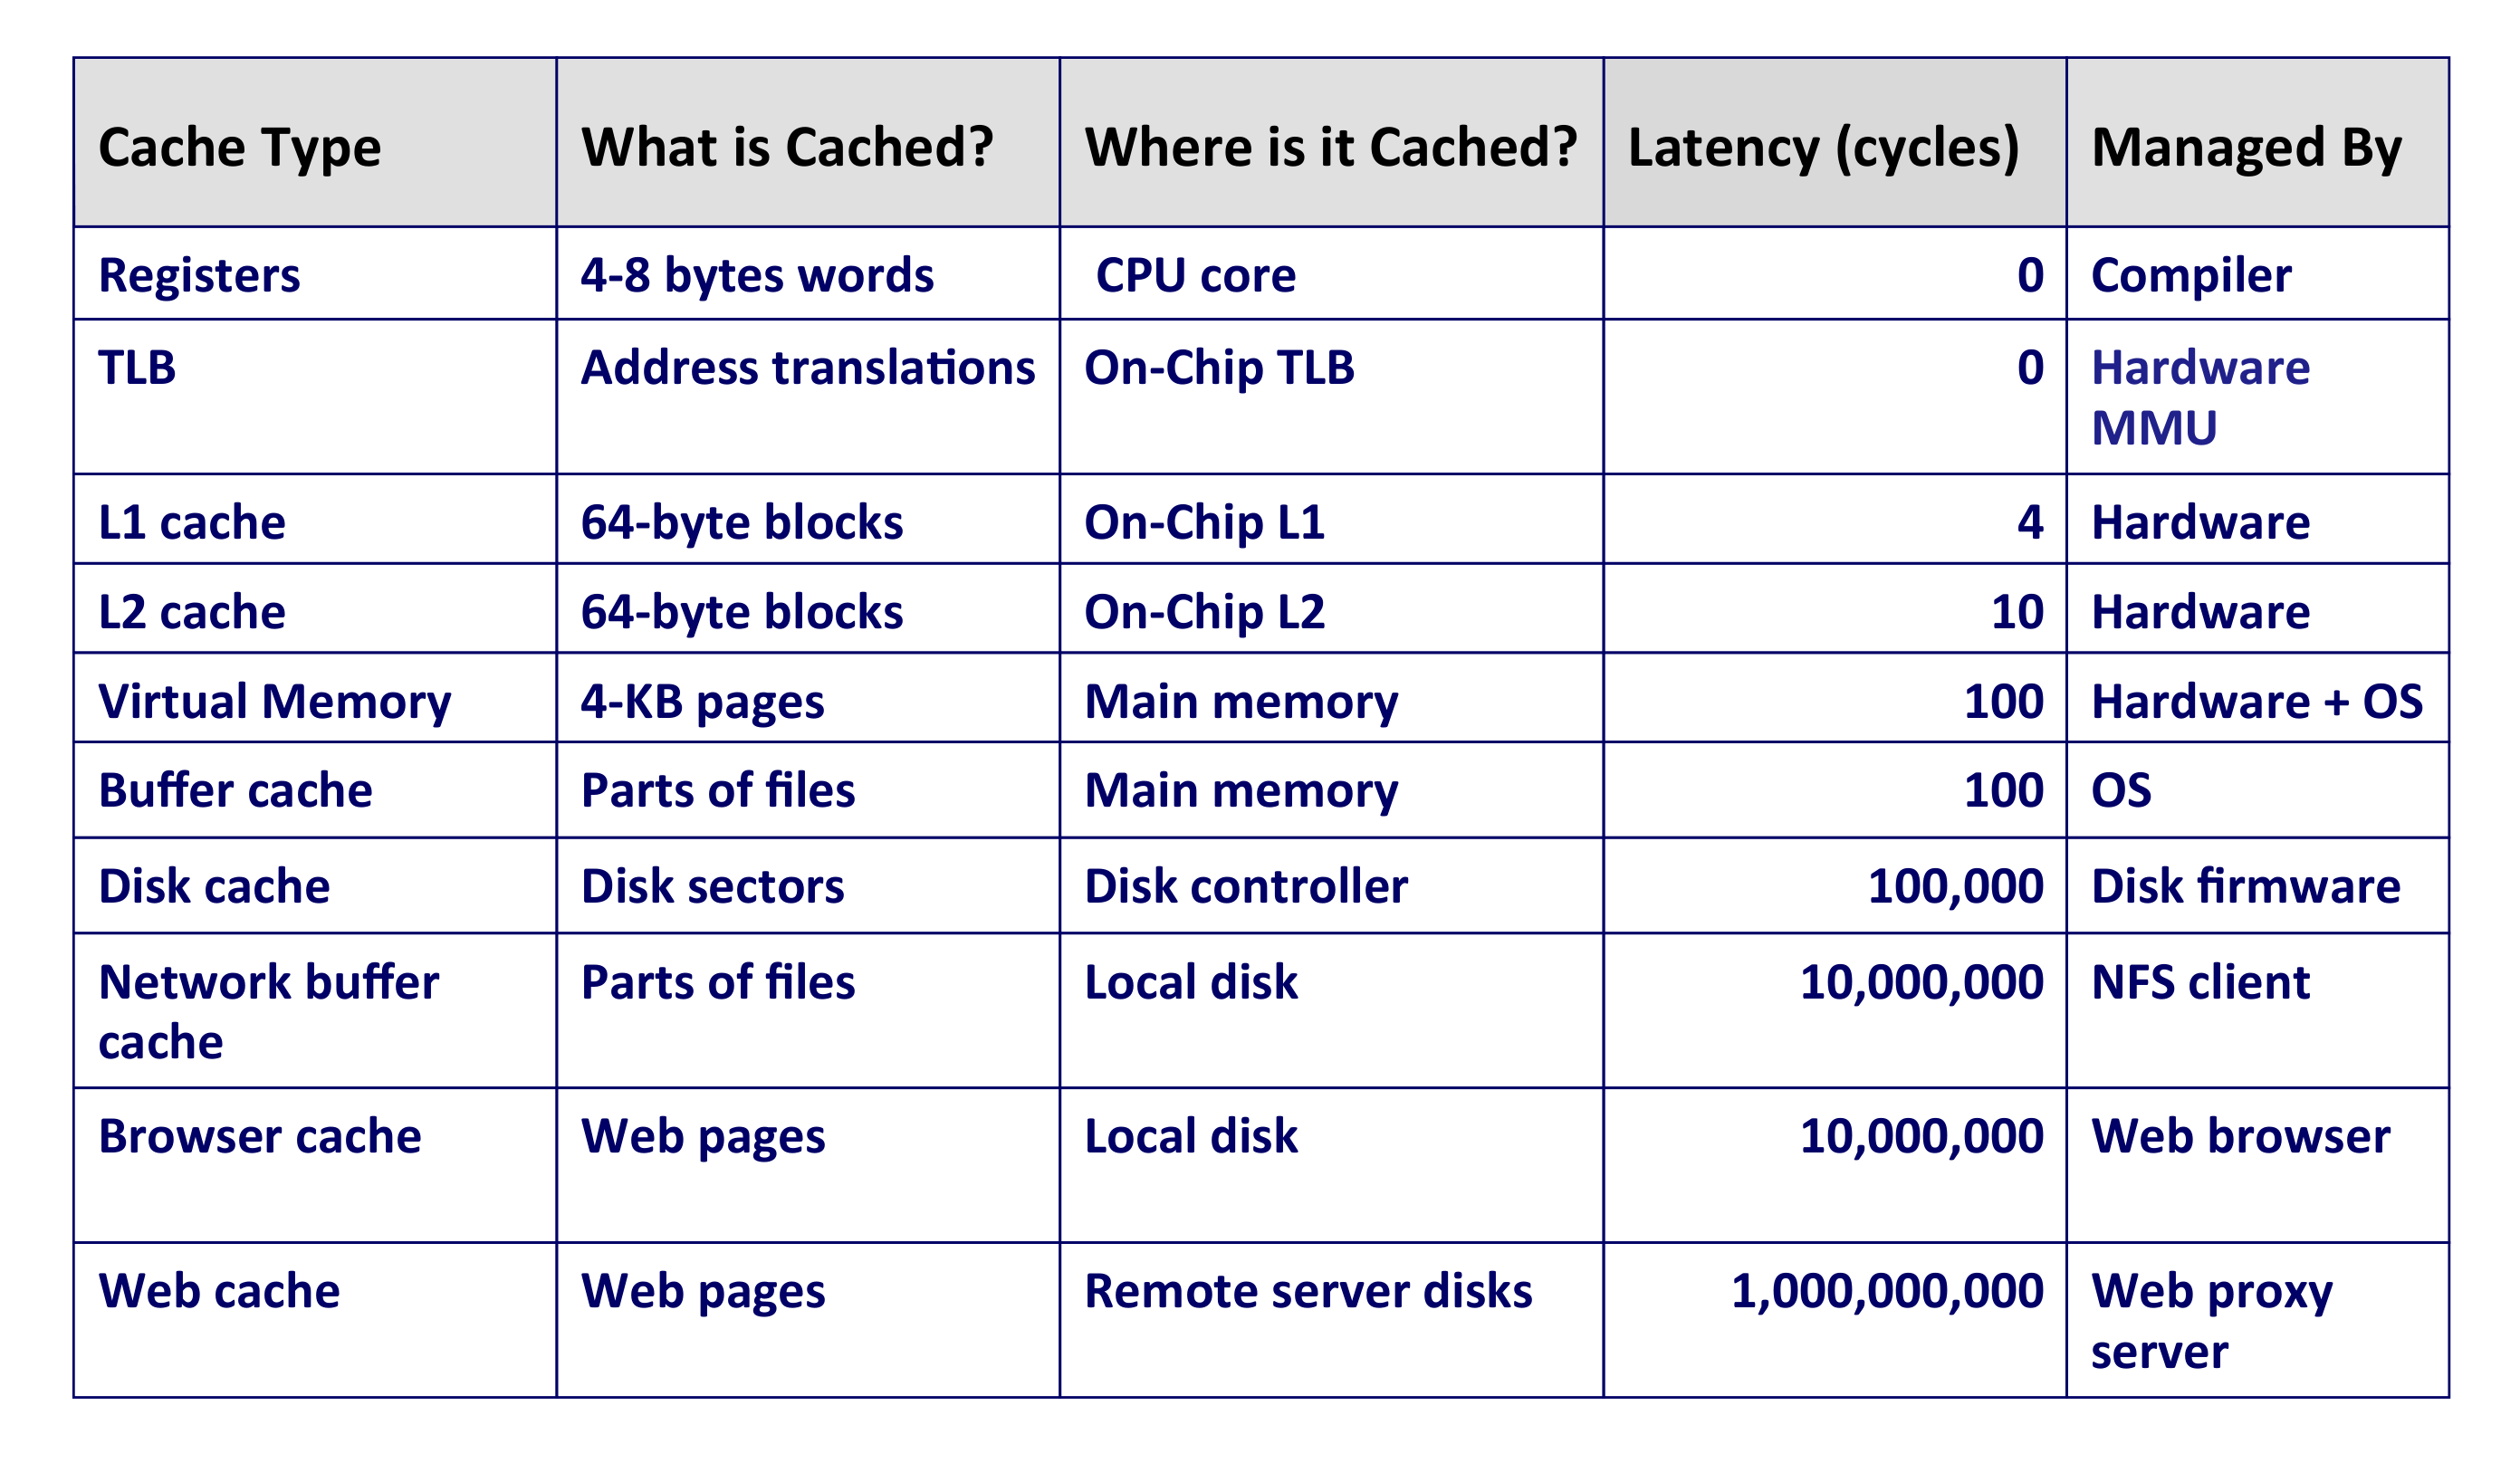 Cache Type What is Cached? Where is it Cached? Latency (cycles) Managed By
Registers 4-8 bytes words CPU core 0 Compiler
TLB Address translations On-Chip TLB 0 Hardware
MMU
L1 cache 64-byte blocks On-Chip L1 4 Hardware
L2 cache 64-byte blocks On-Chip L2 10 Hardware
Virtual Memory 4-KB pages Main memory 100 Hardware + OS
Buffer cache Parts of files Main memory 100 OS
Disk cache Disk sectors Disk controller 100,000 Disk firmware
Network buffer Parts of files Local disk 10,000,000 NFS client
cache
Browser cache Web pages Local disk 10,000,000 Web browser
Web cache Web pages Remote server disks 1,000,000,000 Web proxy
server